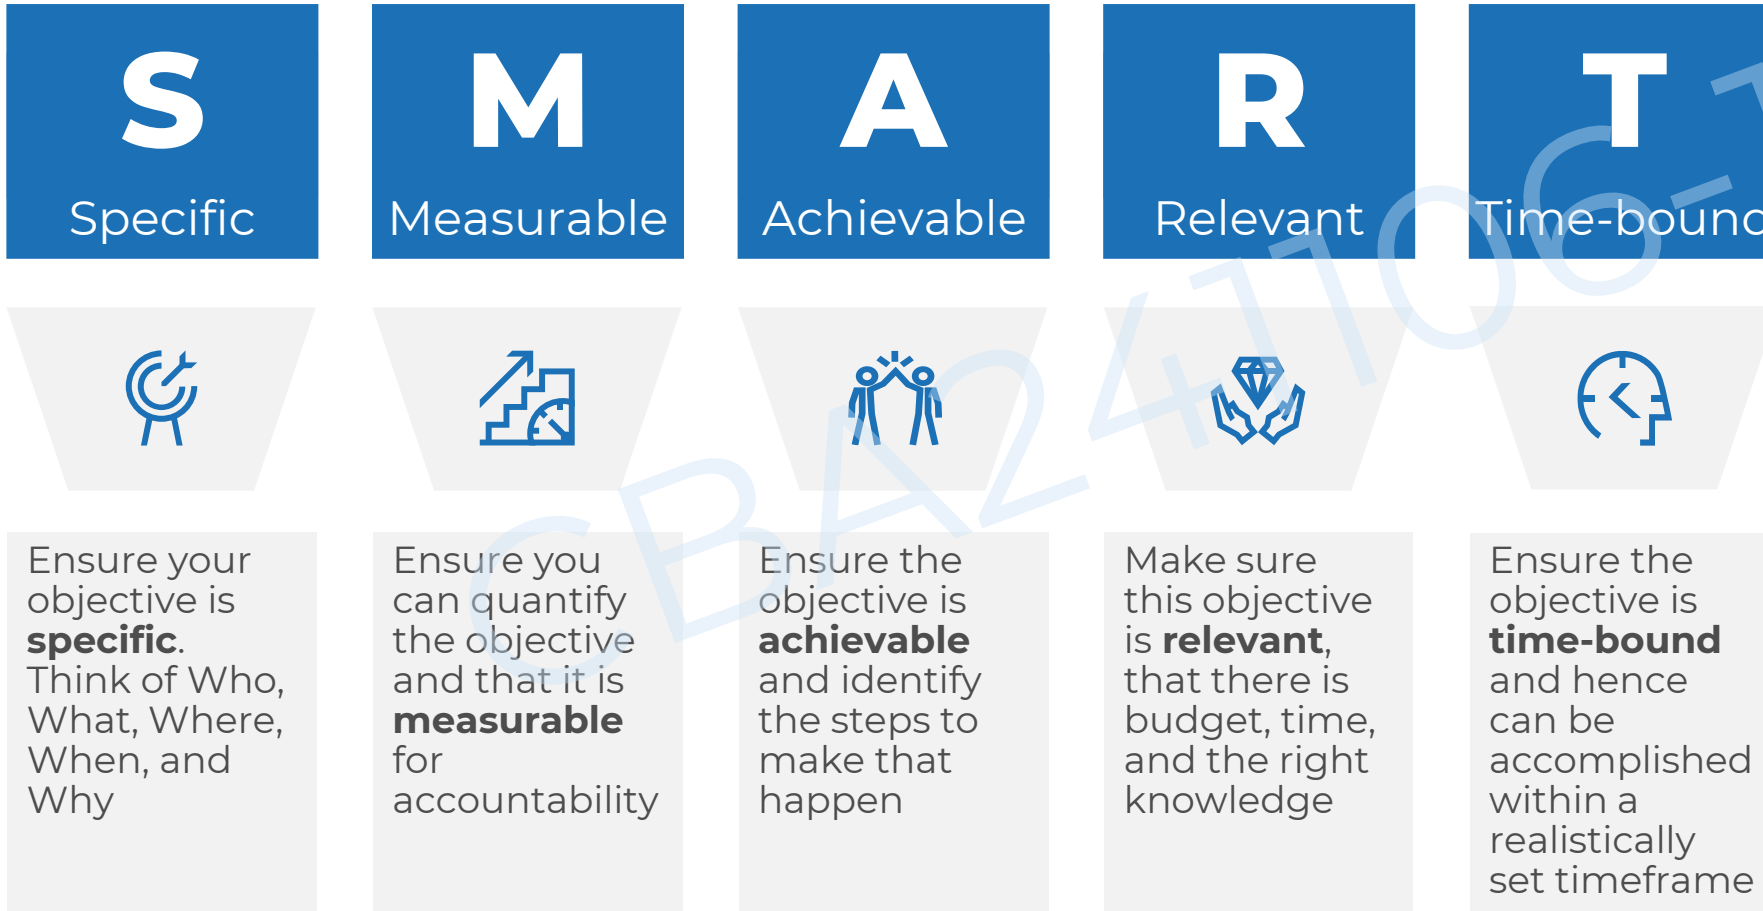 S
Specific
Ensure your
objective is
specific.
Think of Who,
What, Where,
When, and
Why
M
Measurable
Ensure you
can quantify
the objective
and that it is
measurable
for
accountability
A
Achievable
Ensure the
objective is
achievable
and identify
the steps to
make that
happen
R
Relevant
Make sure
this objective
is relevant,
that there is
budget, time,
and the right
knowledge
T
Time-bound
Ensure the
objective is
time-bound
and hence
can be
accomplished
within a
realistically
set timeframe
CBA241106-